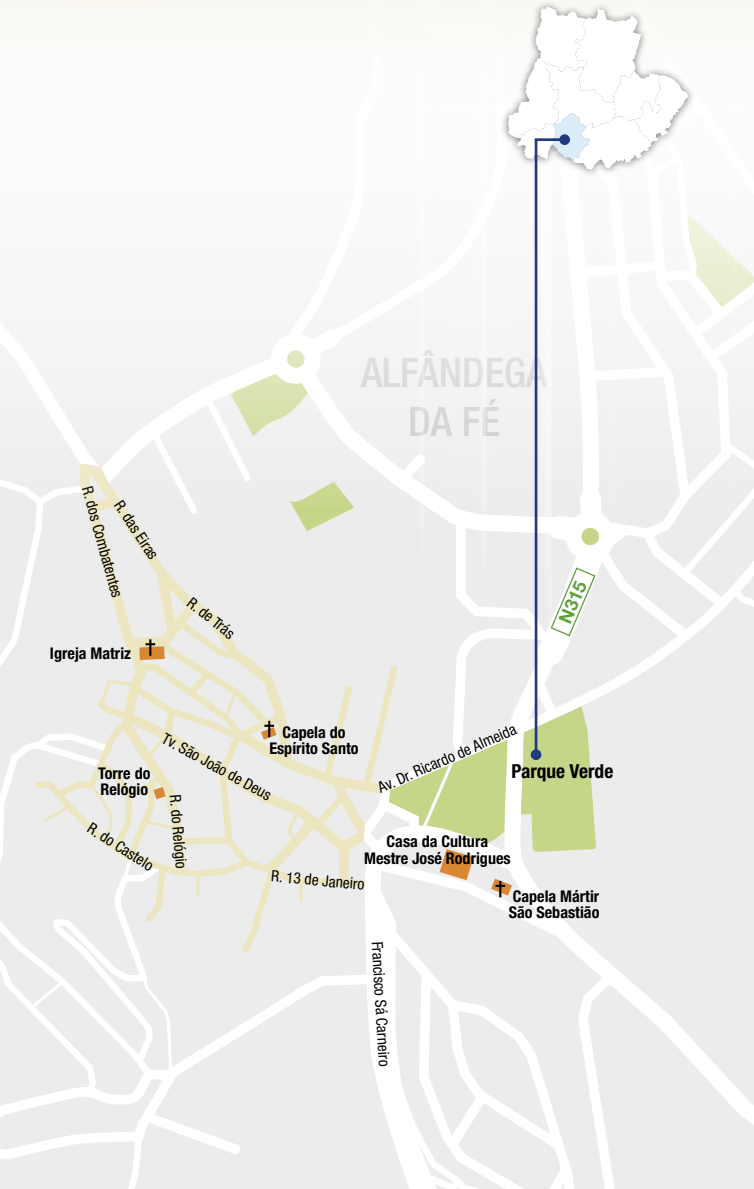 ALFÂNDEGA
DA FÉ
R. dos Combatentes
R. das Eiras
R. de Trás
N315
Igreja Matriz
Capela do
Espírito Santo
Tv. São João de Deus
Av. Dr. Ricardo de Almeida
Parque Verde
Torre do
Relógio
R. do Relógio
R. do Castelo
Casa da Cultura
Mestre José Rodrigues
R. 13 de Janeiro
Capela Mártir
São Sebastião
Francisco Sá Carneiro